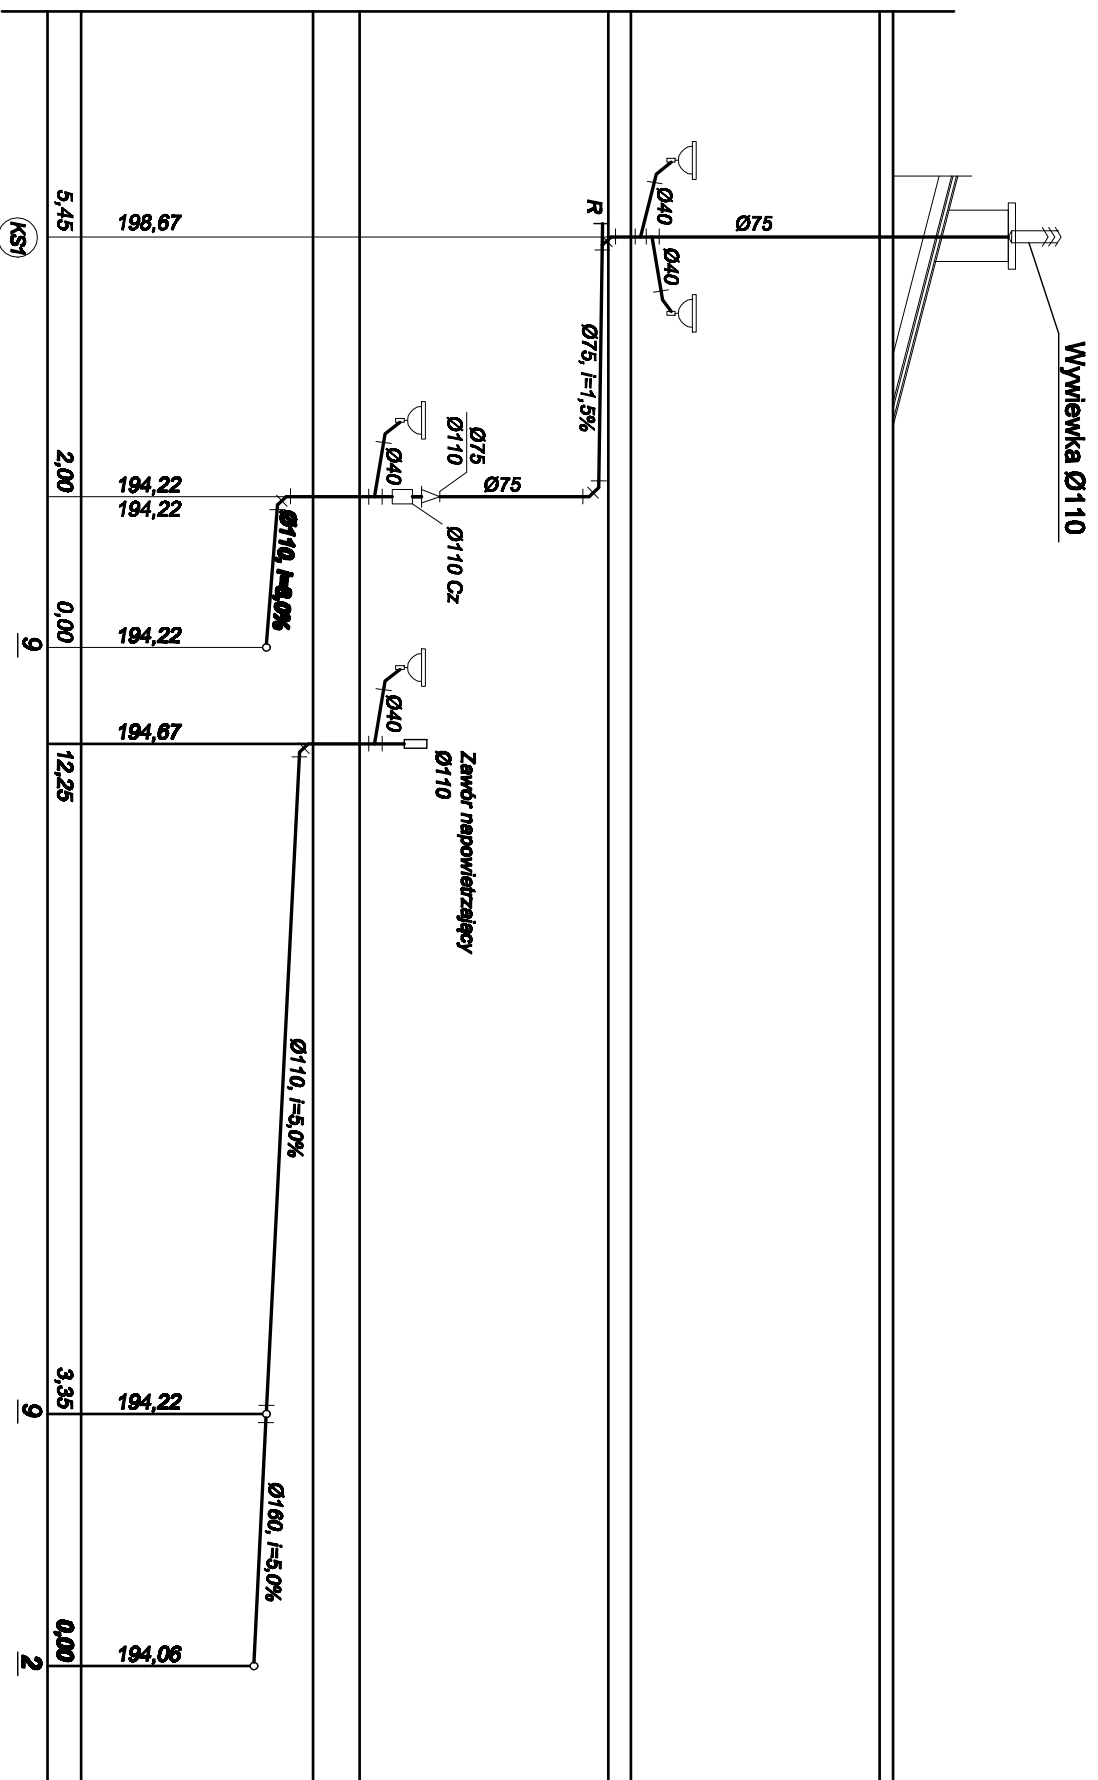 Wywiewka Ø110
Ø75
Ø40
Ø40
R
Ø75, i=1,5%
Ø75
Ø110
Ø75
Ø110 Cz
Ø40
Ø40
Zawór napowietrzający
Ø110
Ø110, i=5,0%
Ø160, i=5,0%
198,67
194,22
194,22
194,22
194,67
194,22
194,06
5,45
2,00
0,00
12,25
3,35
0,00
KS1
9
9
2